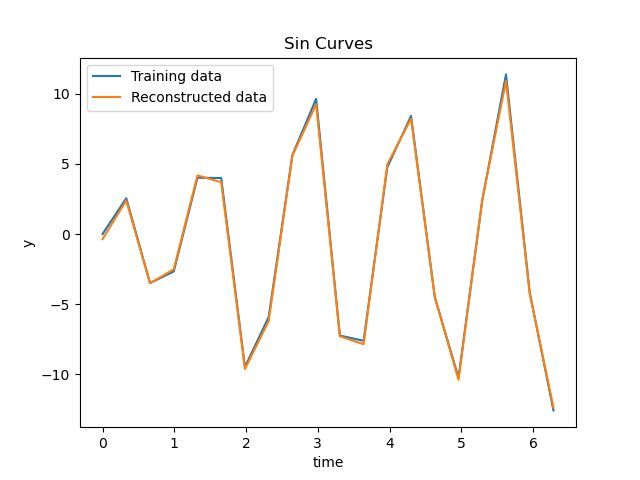 Sin Curves
Training data
Reconstructed data
10
5
0
−5
−10
y
0 1 2 3 4 5 6
time